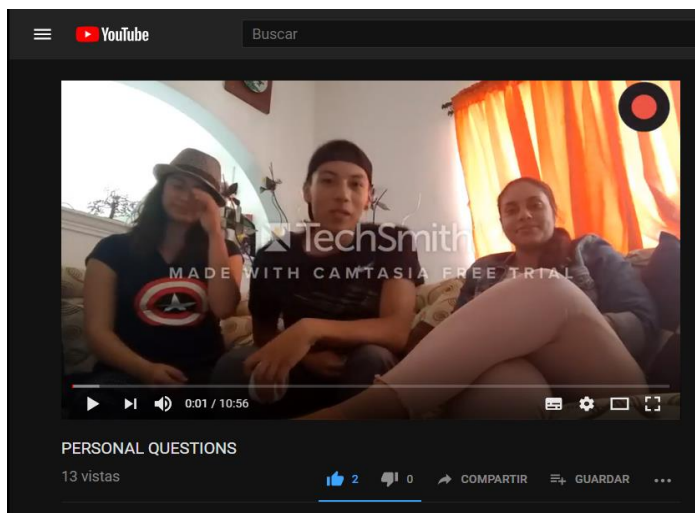 YouTube
Buscar
TechSmith
MADE WITH CAMTASIA FREE TRIAL
0:01 / 10:56
PERSONAL QUESTIONS
13 vistas
2 0 COMPARTIR GUARDAR